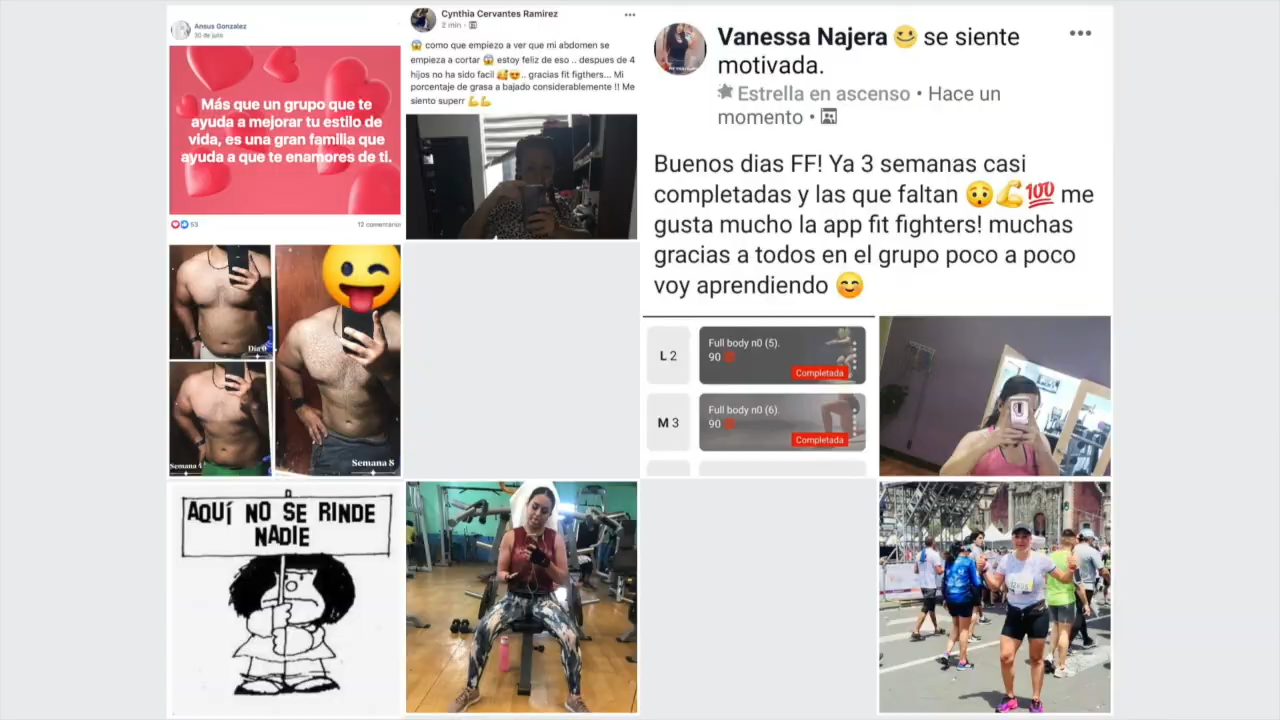 Ansus Gonzalez
30 de julio
Más que un grupo que te
ayuda a mejorar tu estilo de
vida, es una gran familia que
ayuda a que te enamores de ti.
53
12 comentarios
Día 0
Semana 4
Semana 8
AQUÍ NO SE RINDE
NADIE
Cynthia Cervantes Ramirez
2 min ·
😱 como que empiezo a ver que mi abdomen se
empieza a cortar 😱 estoy feliz de eso .. despues de 4
hijos no ha sido facil 🥰😍.. gracias fit figthers... Mi
porcentaje de grasa a bajado considerablemente !! Me
siento superr 💪💪
Vanessa Najera 😀 se siente
motivada.
Estrella en ascenso • Hace un
momento •
Buenos dias FF! Ya 3 semanas casi
completadas y las que faltan 😯💪💯 me
gusta mucho la app fit fighters! muchas
gracias a todos en el grupo poco a poco
voy aprendiendo 😊
L 2
Full body n0 (5).
90
Completada
M 3
Full body n0 (6).
90
Completada